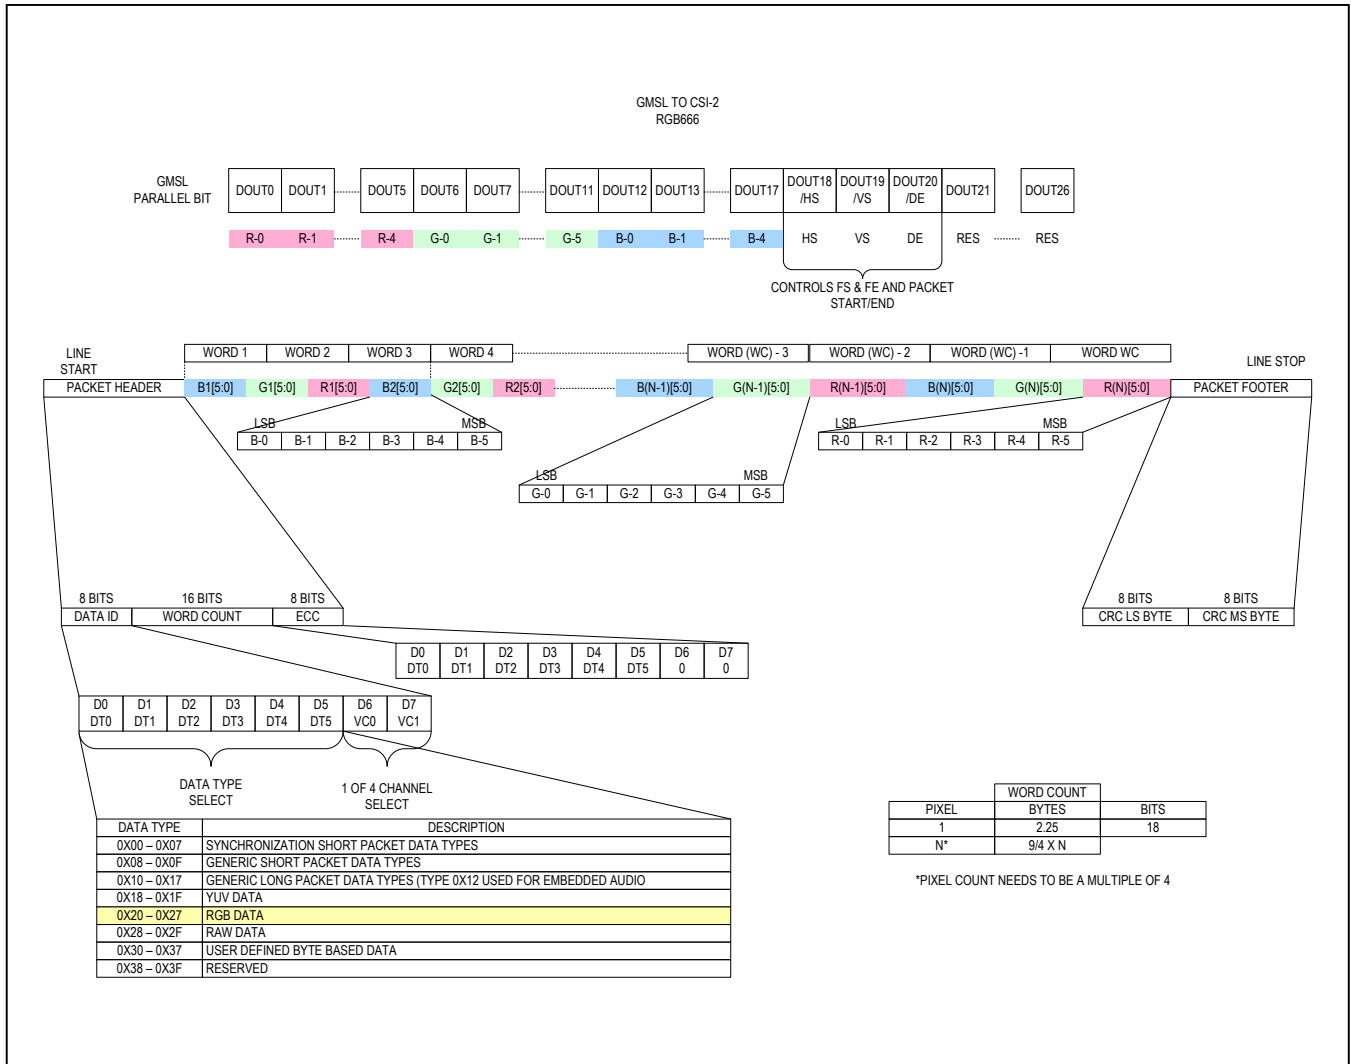 GMSL TO CSI-2
RGB666
GMSL
PARALLEL BIT
DOUT0 DOUT1 DOUT5 DOUT6 DOUT7 DOUT11 DOUT12 DOUT13 DOUT17 DOUT18 /HS DOUT19 /VS DOUT20 /DE DOUT21 DOUT26
R-0 R-1 R-4 G-0 G-1 G-5 B-0 B-1 B-4 HS VS DE RES RES
CONTROLS FS & FE AND PACKET
START/END
LINE
START
WORD 1 WORD 2 WORD 3 WORD 4 WORD (WC) - 3 WORD (WC) - 2 WORD (WC) -1 WORD WC
LINE STOP
PACKET HEADER B1[5:0] G1[5:0] R1[5:0] B2[5:0] G2[5:0] R2[5:0] B(N-1)[5:0] G(N-1)[5:0] R(N-1)[5:0] B(N)[5:0] G(N)[5:0] R(N)[5:0] PACKET FOOTER
LSB MSB
B-0 B-1 B-2 B-3 B-4 B-5
LSB MSB
R-0 R-1 R-2 R-3 R-4 R-5
LSB MSB
G-0 G-1 G-2 G-3 G-4 G-5
8 BITS 16 BITS 8 BITS
DATA ID WORD COUNT ECC
8 BITS 8 BITS
CRC LS BYTE CRC MS BYTE
D0 D1 D2 D3 D4 D5 D6 D7
DT0 DT1 DT2 DT3 DT4 DT5 0 0
D0 D1 D2 D3 D4 D5 D6 D7
DT0 DT1 DT2 DT3 DT4 DT5 VC0 VC1
DATA TYPE
SELECT
1 OF 4 CHANNEL
SELECT
DATA TYPE DESCRIPTION
0X00 – 0X07 SYNCHRONIZATION SHORT PACKET DATA TYPES
0X08 – 0X0F GENERIC SHORT PACKET DATA TYPES
0X10 – 0X17 GENERIC LONG PACKET DATA TYPES (TYPE 0X12 USED FOR EMBEDDED AUDIO
0X18 – 0X1F YUV DATA
0X20 – 0X27 RGB DATA
0X28 – 0X2F RAW DATA
0X30 – 0X37 USER DEFINED BYTE BASED DATA
0X38 – 0X3F RESERVED
WORD COUNT
PIXEL BYTES BITS
1 2.25 18
N* 9/4 X N
*PIXEL COUNT NEEDS TO BE A MULTIPLE OF 4